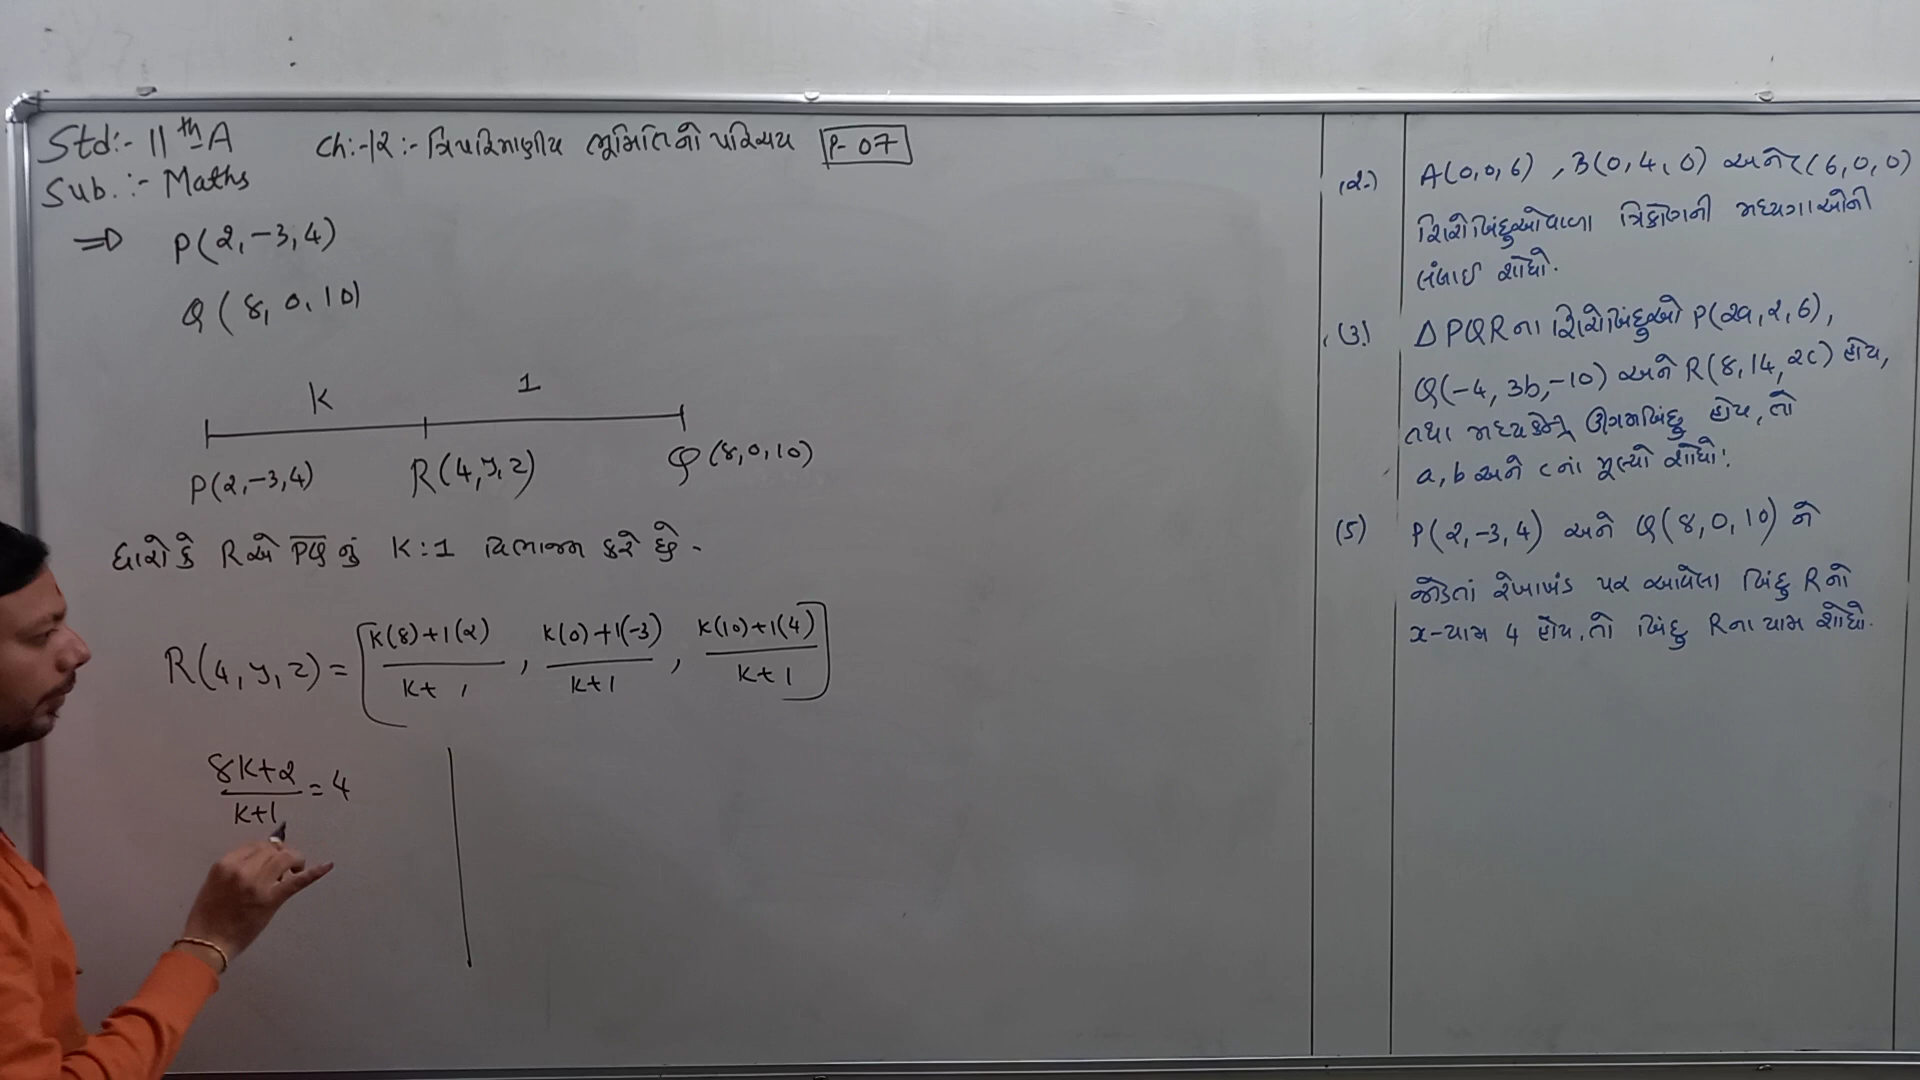 Std:- 11th A
Ch:-12:- ત્રિપરિમાણીય ભૂમિતિનો પરિચય P-07
Sub.:- Maths
=> P(2,-3,4)
Q(8,0,10)
K 1
P(2,-3,4) R(4,y,z) Q(8,0,10)
ધારો કે R એ PQ નું K:1 વિભાજન કરે છે.
R(4,y,z) = [K(8)+1(2)/K+1, K(0)+1(-3)/K+1, K(10)+1(4)/K+1]
8K+2/K+1 = 4
(2.) A(0,0,6), B(0,4,0) અને C(6,0,0)
શિરોબિંદુઓવાળા ત્રિકોણની મધ્યગાઓની
લંબાઈ શોધો.
(3.) Δ PQR ના શિરોબિંદુઓ P(2a,2,6),
Q(-4,3b,-10) અને R(8,14,2c) હોય,
તથા મધ્યકેન્દ્ર ઊગમબિંદુ હોય, તો
a, b અને c નાં મૂલ્યો શોધો.
(5) P(2,-3,4) અને Q(8,0,10) ને
જોડતાં રેખાખંડ પર આવેલા બિંદુ R નો
x-યામ 4 હોય, તો બિંદુ R ના યામ શોધો.